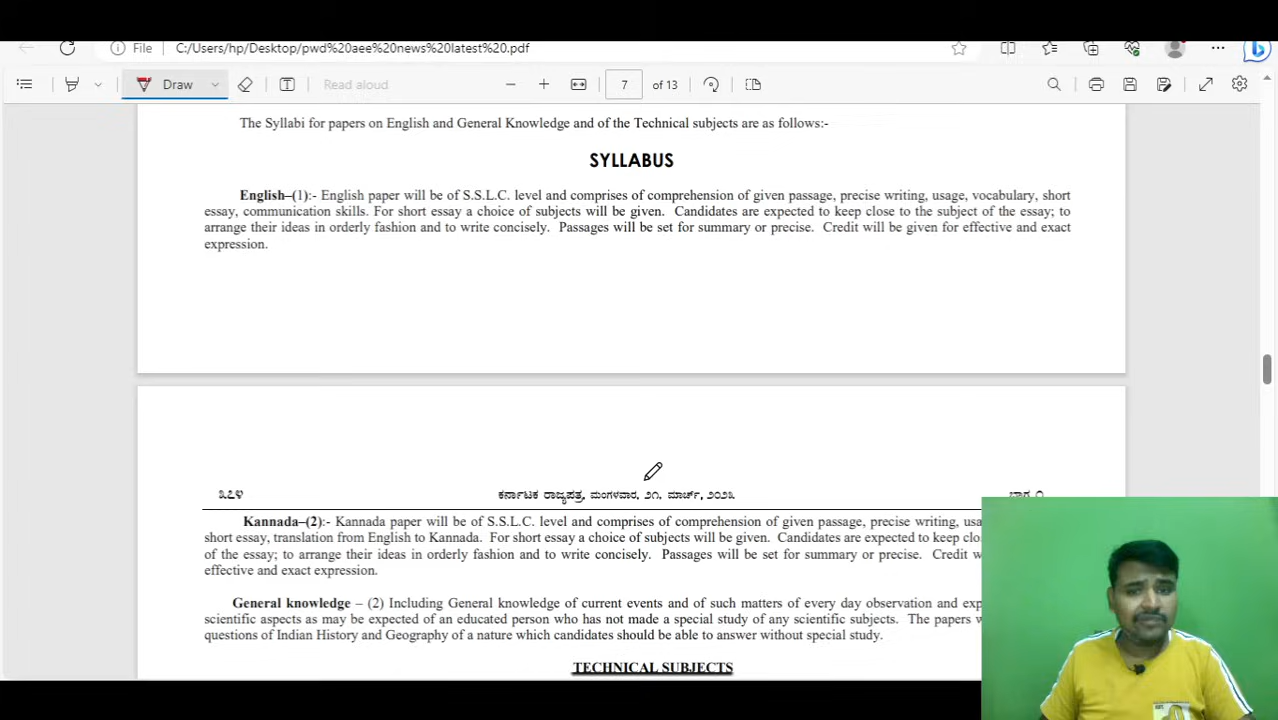 File
C:/Users/hp/Desktop/pwd%20aee%20news%20latest%20.pdf
Draw
Read aloud
7 of 13
The Syllabi for papers on English and General Knowledge and of the Technical subjects are as follows:-
SYLLABUS
English–(1):- English paper will be of S.S.L.C. level and comprises of comprehension of given passage, precise writing, usage, vocabulary, short
essay, communication skills. For short essay a choice of subjects will be given. Candidates are expected to keep close to the subject of the essay; to
arrange their ideas in orderly fashion and to write concisely. Passages will be set for summary or precise. Credit will be given for effective and exact
expression.
೩೭೪ ಕರ್ನಾಟಕ ರಾಜ್ಯಪತ್ರ, ಮಂಗಳವಾರ, ೨೧, ಮಾರ್ಚ್, ೨೦೨೩ ಭಾಗ ೧
Kannada–(2):- Kannada paper will be of S.S.L.C. level and comprises of comprehension of given passage, precise writing, usa
short essay, translation from English to Kannada. For short essay a choice of subjects will be given. Candidates are expected to keep clo
of the essay; to arrange their ideas in orderly fashion and to write concisely. Passages will be set for summary or precise. Credit w
effective and exact expression.
General knowledge – (2) Including General knowledge of current events and of such matters of every day observation and exp
scientific aspects as may be expected of an educated person who has not made a special study of any scientific subjects. The papers w
questions of Indian History and Geography of a nature which candidates should be able to answer without special study.
TECHNICAL SUBJECTS